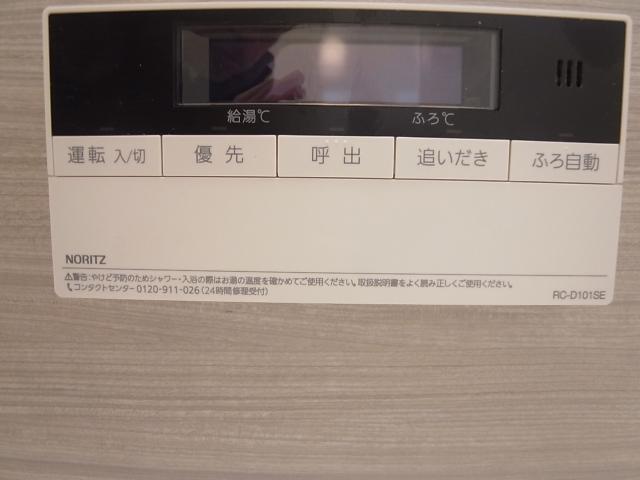 給湯℃ ふろ℃
運転 入/切 優先 呼出 追いだき ふろ自動
NORITZ
⚠警告:やけど予防のためシャワー・入浴の際はお湯の温度を確かめてご使用ください。取扱説明書をよく読み正しくご使用ください。
コンタクトセンター 0120-911-026(24時間修理受付)
RC-D101SE